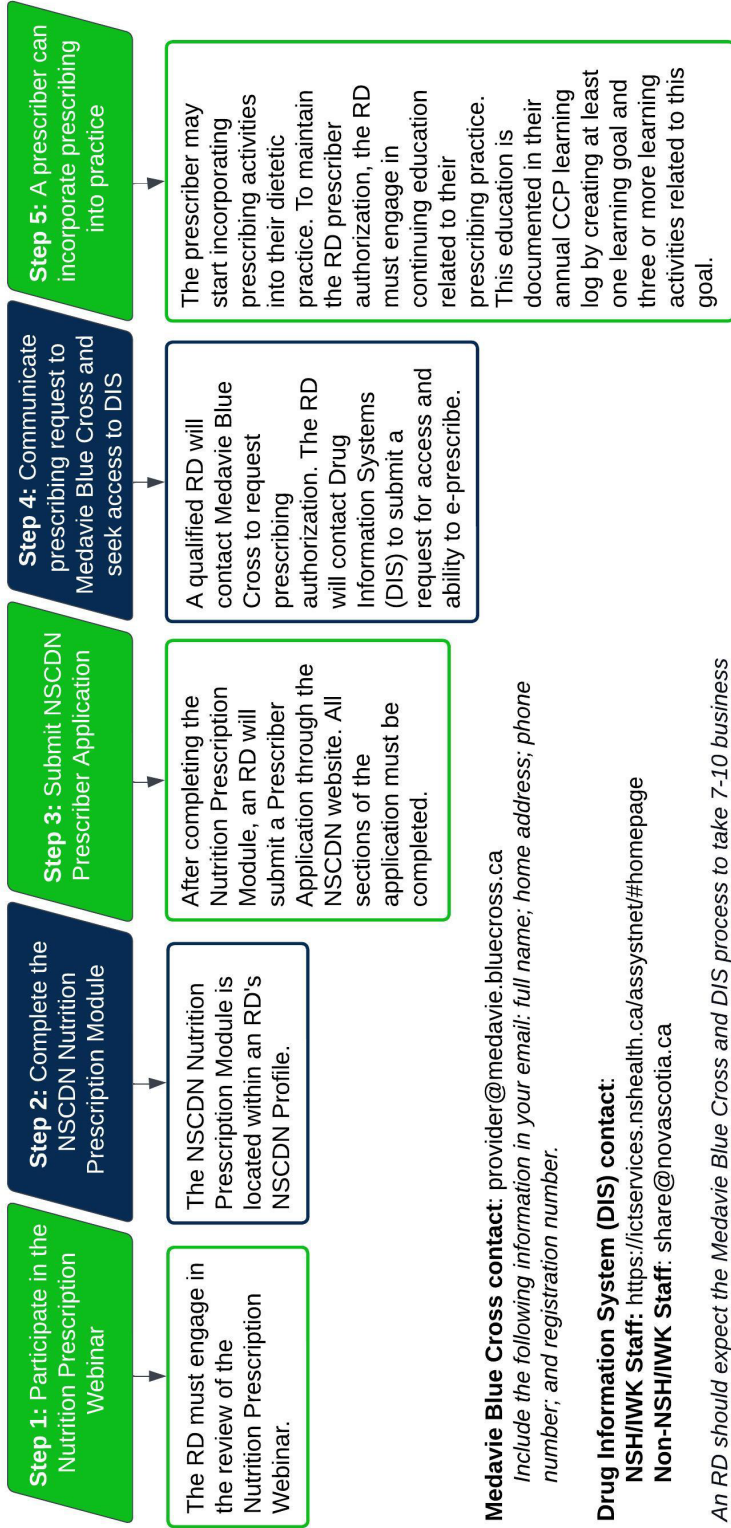 Step 1: Participate in the
Nutrition Prescription
Webinar
The RD must engage in
the review of the
Nutrition Prescription
Webinar.
Step 2: Complete the
NSCDN Nutrition
Prescription Module
The NSCDN Nutrition
Prescription Module is
located within an RD's
NSCDN Profile.
Step 3: Submit NSCDN
Prescriber Application
After completing the
Nutrition Prescription
Module, an RD will
submit a Prescriber
Application through the
NSCDN website. All
sections of the
application must be
completed.
Step 4: Communicate
prescribing request to
Medavie Blue Cross and
seek access to DIS
A qualified RD will
contact Medavie Blue
Cross to request
prescribing
authorization. The RD
will contact Drug
Information Systems
(DIS) to submit a
request for access and
ability to e-prescribe.
Step 5: A prescriber can
incorporate prescribing
into practice
The prescriber may
start incorporating
prescribing activities
into their dietetic
practice. To maintain
the RD prescriber
authorization, the RD
must engage in
continuing education
related to their
prescribing practice.
This education is
documented in their
annual CCP learning
log by creating at least
one learning goal and
three or more learning
activities related to this
goal.
Medavie Blue Cross contact: provider@medavie.bluecross.ca
Include the following information in your email: full name; home address; phone
number; and registration number.
Drug Information System (DIS) contact:
NSH/IWK Staff: https://ictservices.nshealth.ca/assystnet/#homepage
Non-NSH/IWK Staff: share@novascotia.ca
An RD should expect the Medavie Blue Cross and DIS process to take 7-10 business